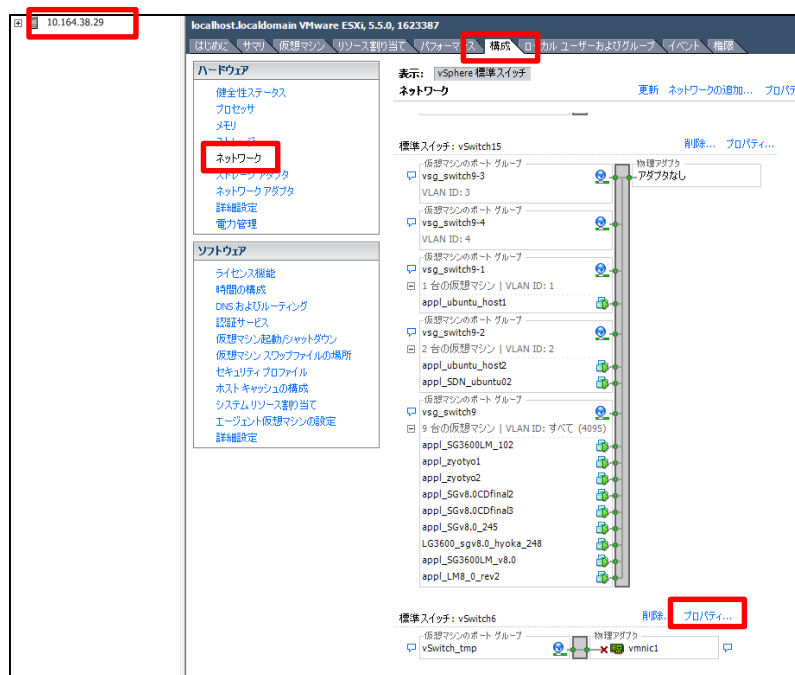 10.164.38.29
localhost.localdomain VMware ESXi, 5.5.0, 1623387
はじめに サマリ 仮想マシン リソース割り当て パフォーマンス 構成 ローカル ユーザーおよびグループ イベント 権限
ハードウェア
健全性ステータス
プロセッサ
メモリ
ストレージ
ネットワーク
ストレージ アダプタ
ネットワーク アダプタ
詳細設定
電力管理
ソフトウェア
ライセンス機能
時間の構成
DNS およびルーティング
認証サービス
仮想マシン起動/シャットダウン
仮想マシン スワップファイルの場所
セキュリティ プロファイル
ホスト キャッシュの構成
システム リソース割り当て
エージェント仮想マシンの設定
詳細設定
表示: vSphere 標準スイッチ
ネットワーク 更新 ネットワークの追加... プロパテ
標準スイッチ: vSwitch15 削除... プロパティ...
仮想マシンのポート グループ 物理アダプタ
vsg_switch9-3 アダプタなし
VLAN ID: 3
仮想マシンのポート グループ
vsg_switch9-4
VLAN ID: 4
仮想マシンのポート グループ
vsg_switch9-1
1 台の仮想マシン | VLAN ID: 1
appl_ubuntu_host1
仮想マシンのポート グループ
vsg_switch9-2
2 台の仮想マシン | VLAN ID: 2
appl_ubuntu_host2
appl_SDN_ubuntu02
仮想マシンのポート グループ
vsg_switch9
9 台の仮想マシン | VLAN ID: すべて (4095)
appl_SG3600LM_102
appl_zyotyo1
appl_zyotyo2
appl_SGv8.0CDfinal2
appl_SGv8.0CDfinal3
appl_SGv8.0_245
LG3600_sgv8.0_hyoka_248
appl_SG3600LM_v8.0
appl_LM8_0_rev2
標準スイッチ: vSwitch6 削除.. プロパティ...
仮想マシンのポート グループ 物理アダプタ
vSwitch_tmp vmnic1